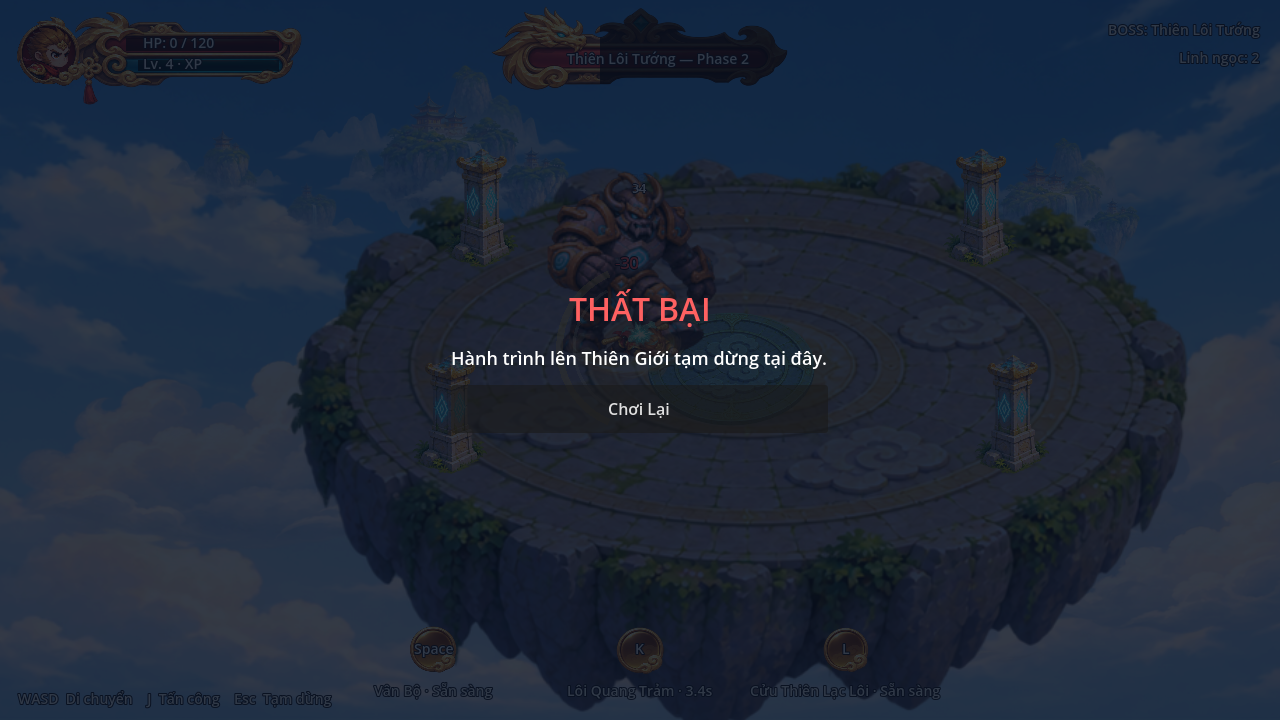 HP: 0 / 120
Lv. 4 · XP
Thiên Lôi Tướng — Phase 2
BOSS: Thiên Lôi Tướng
Linh ngọc: 2
34
-20
THẤT BẠI
Hành trình lên Thiên Giới tạm dừng tại đây.
Chơi Lại
Space
K
L
Vân Bộ · Sẵn sàng
Lôi Quang Trảm · 3.4s
Cửu Thiên Lạc Lôi · Sẵn sàng
WASD Di chuyển J Tấn công Esc Tạm dừng